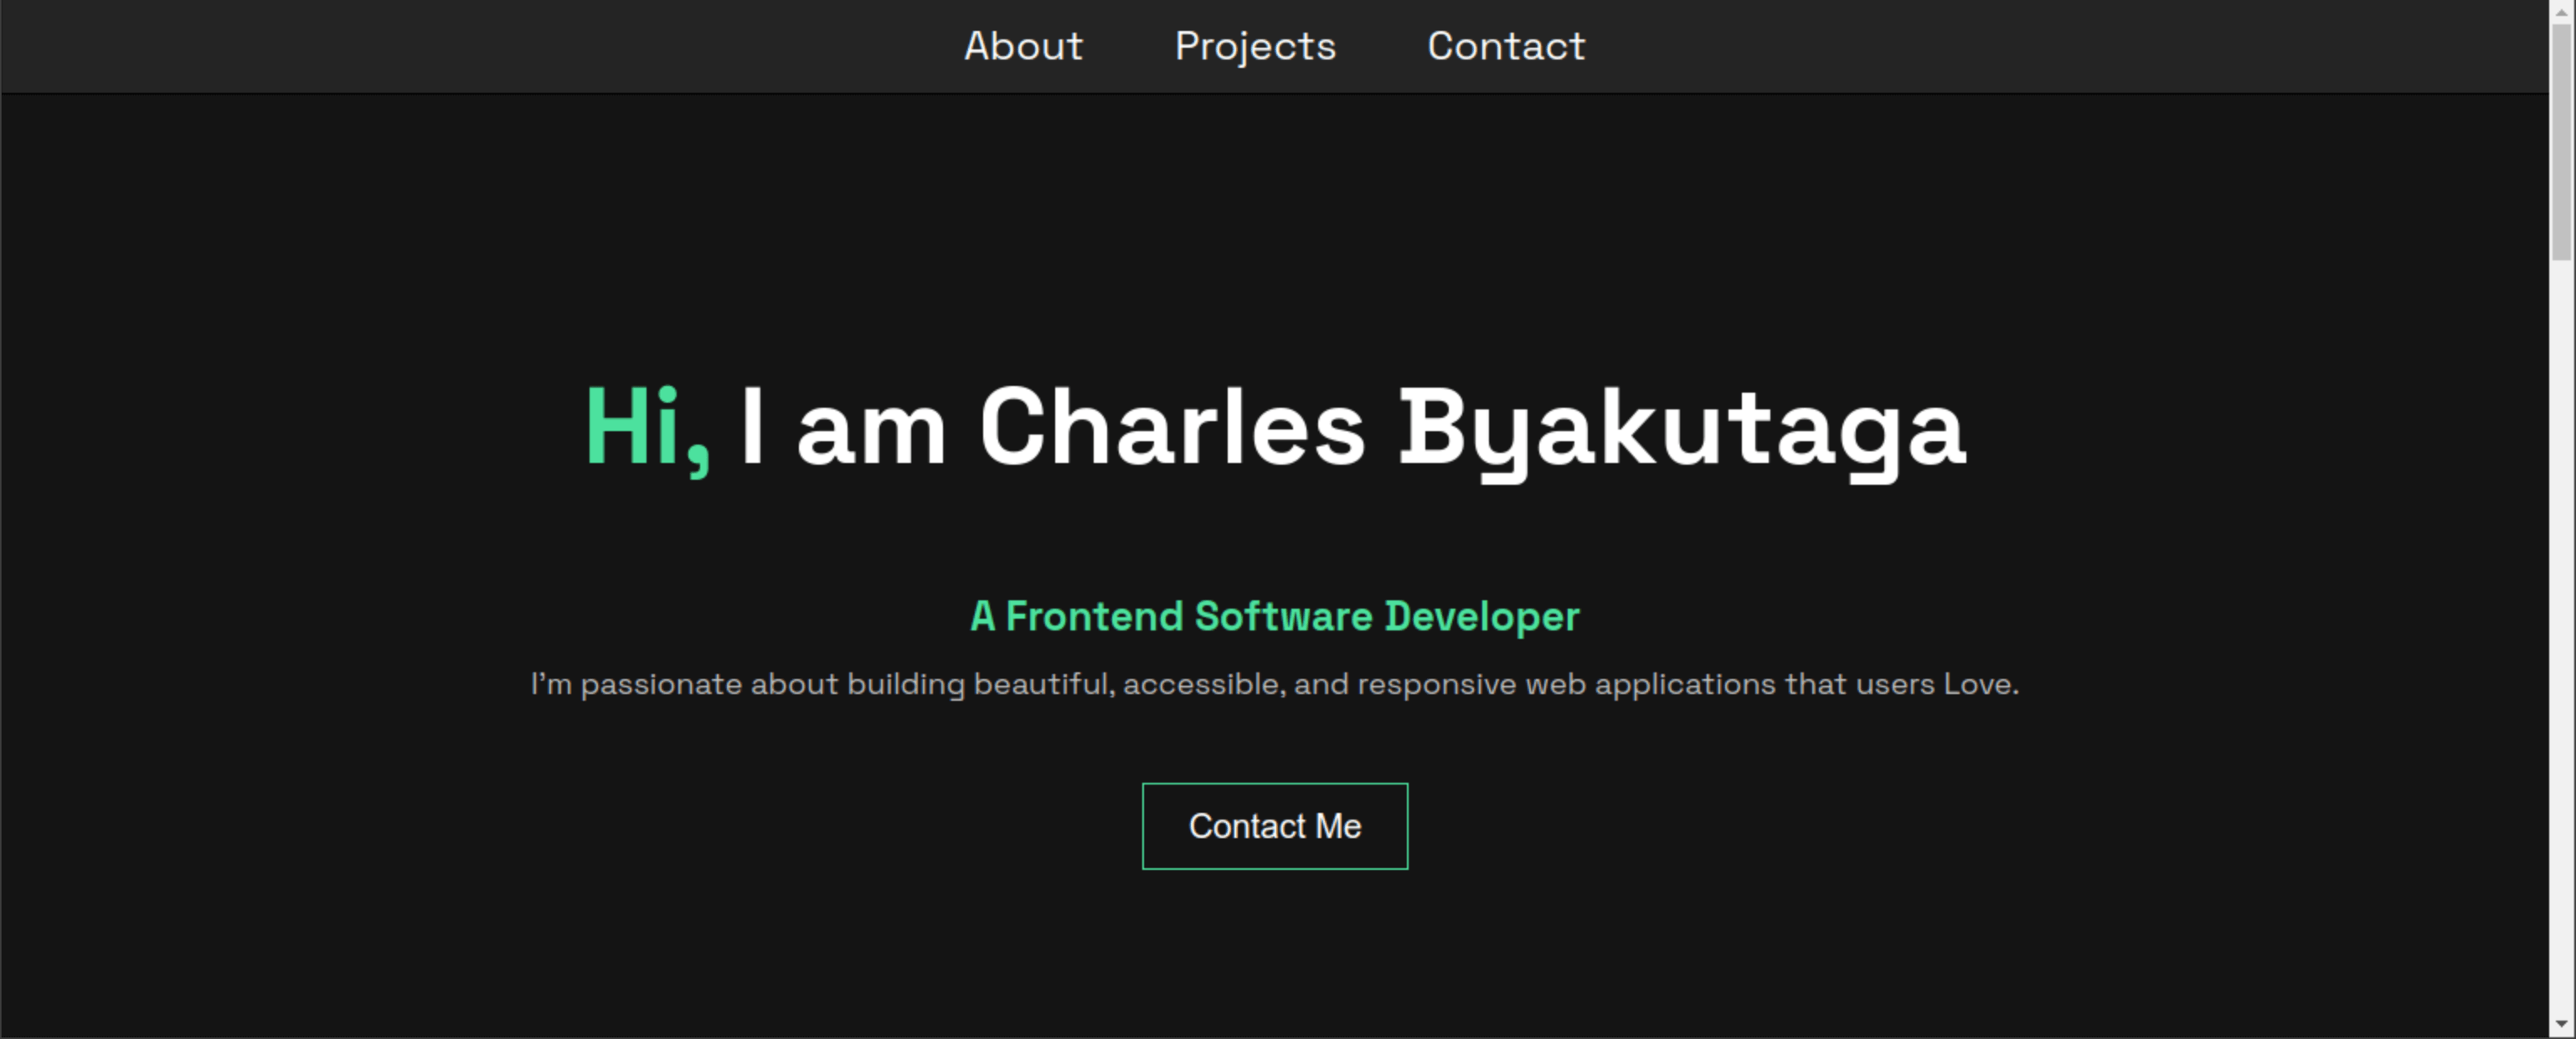 About Projects Contact
Hi, I am Charles Byakutaga
A Frontend Software Developer
I'm passionate about building beautiful, accessible, and responsive web applications that users Love.
Contact Me